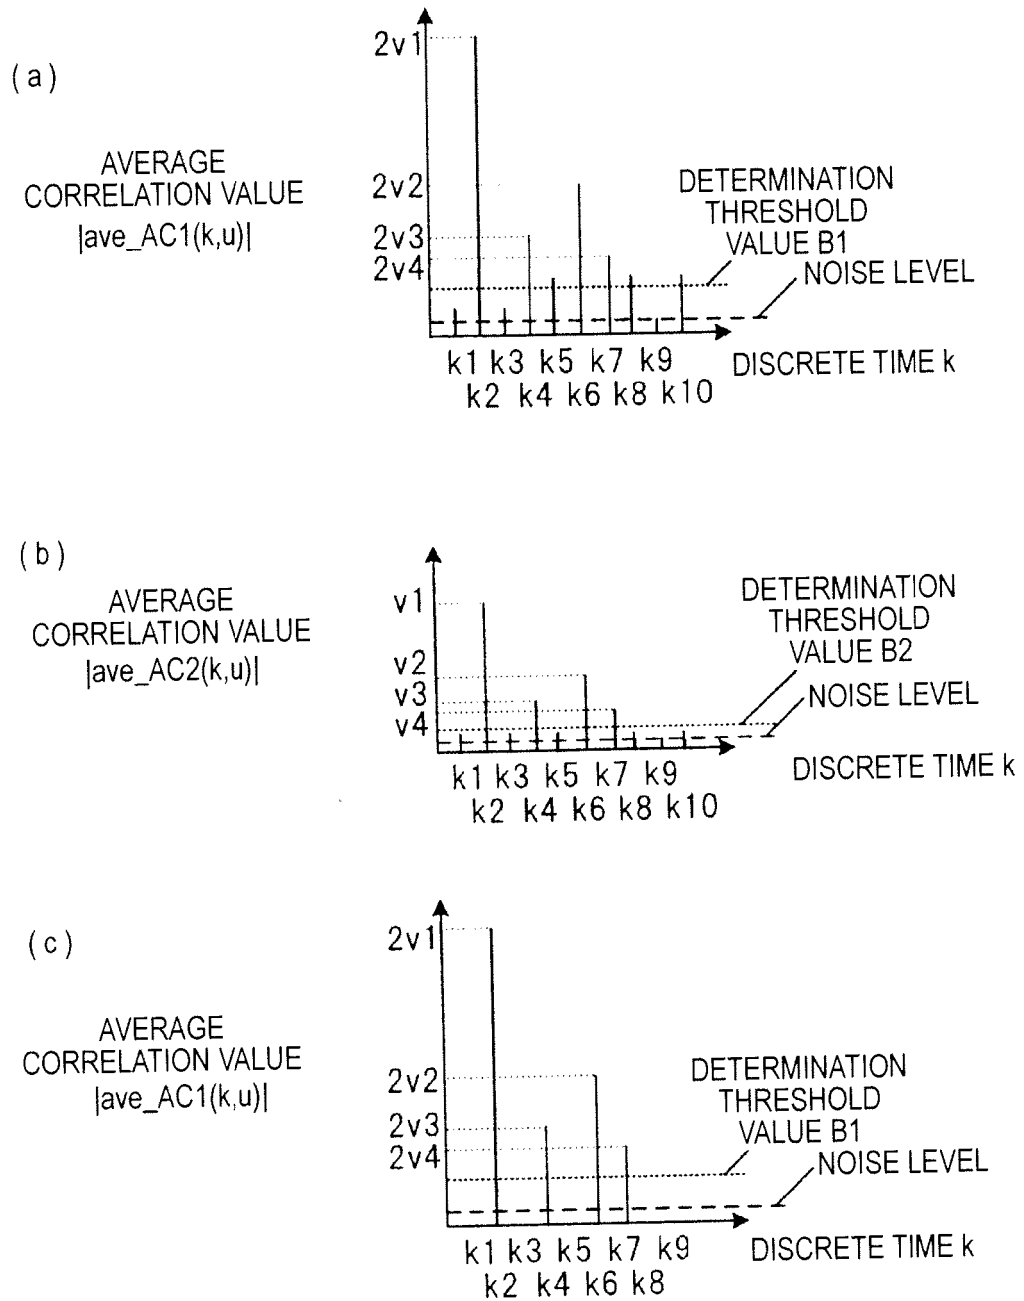 (a)
AVERAGE
CORRELATION VALUE
|ave_AC1(k,u)|
2v1
2v2
2v3
2v4
DETERMINATION
THRESHOLD
VALUE B1
NOISE LEVEL
k1 k3 k5 k7 k9
k2 k4 k6 k8 k10
DISCRETE TIME k
(b)
AVERAGE
CORRELATION VALUE
|ave_AC2(k,u)|
v1
v2
v3
v4
DETERMINATION
THRESHOLD
VALUE B2
NOISE LEVEL
k1 k3 k5 k7 k9
k2 k4 k6 k8 k10
DISCRETE TIME k
(c)
AVERAGE
CORRELATION VALUE
|ave_AC1(k,u)|
2v1
2v2
2v3
2v4
DETERMINATION
THRESHOLD
VALUE B1
NOISE LEVEL
k1 k3 k5 k7 k9
k2 k4 k6 k8
DISCRETE TIME k